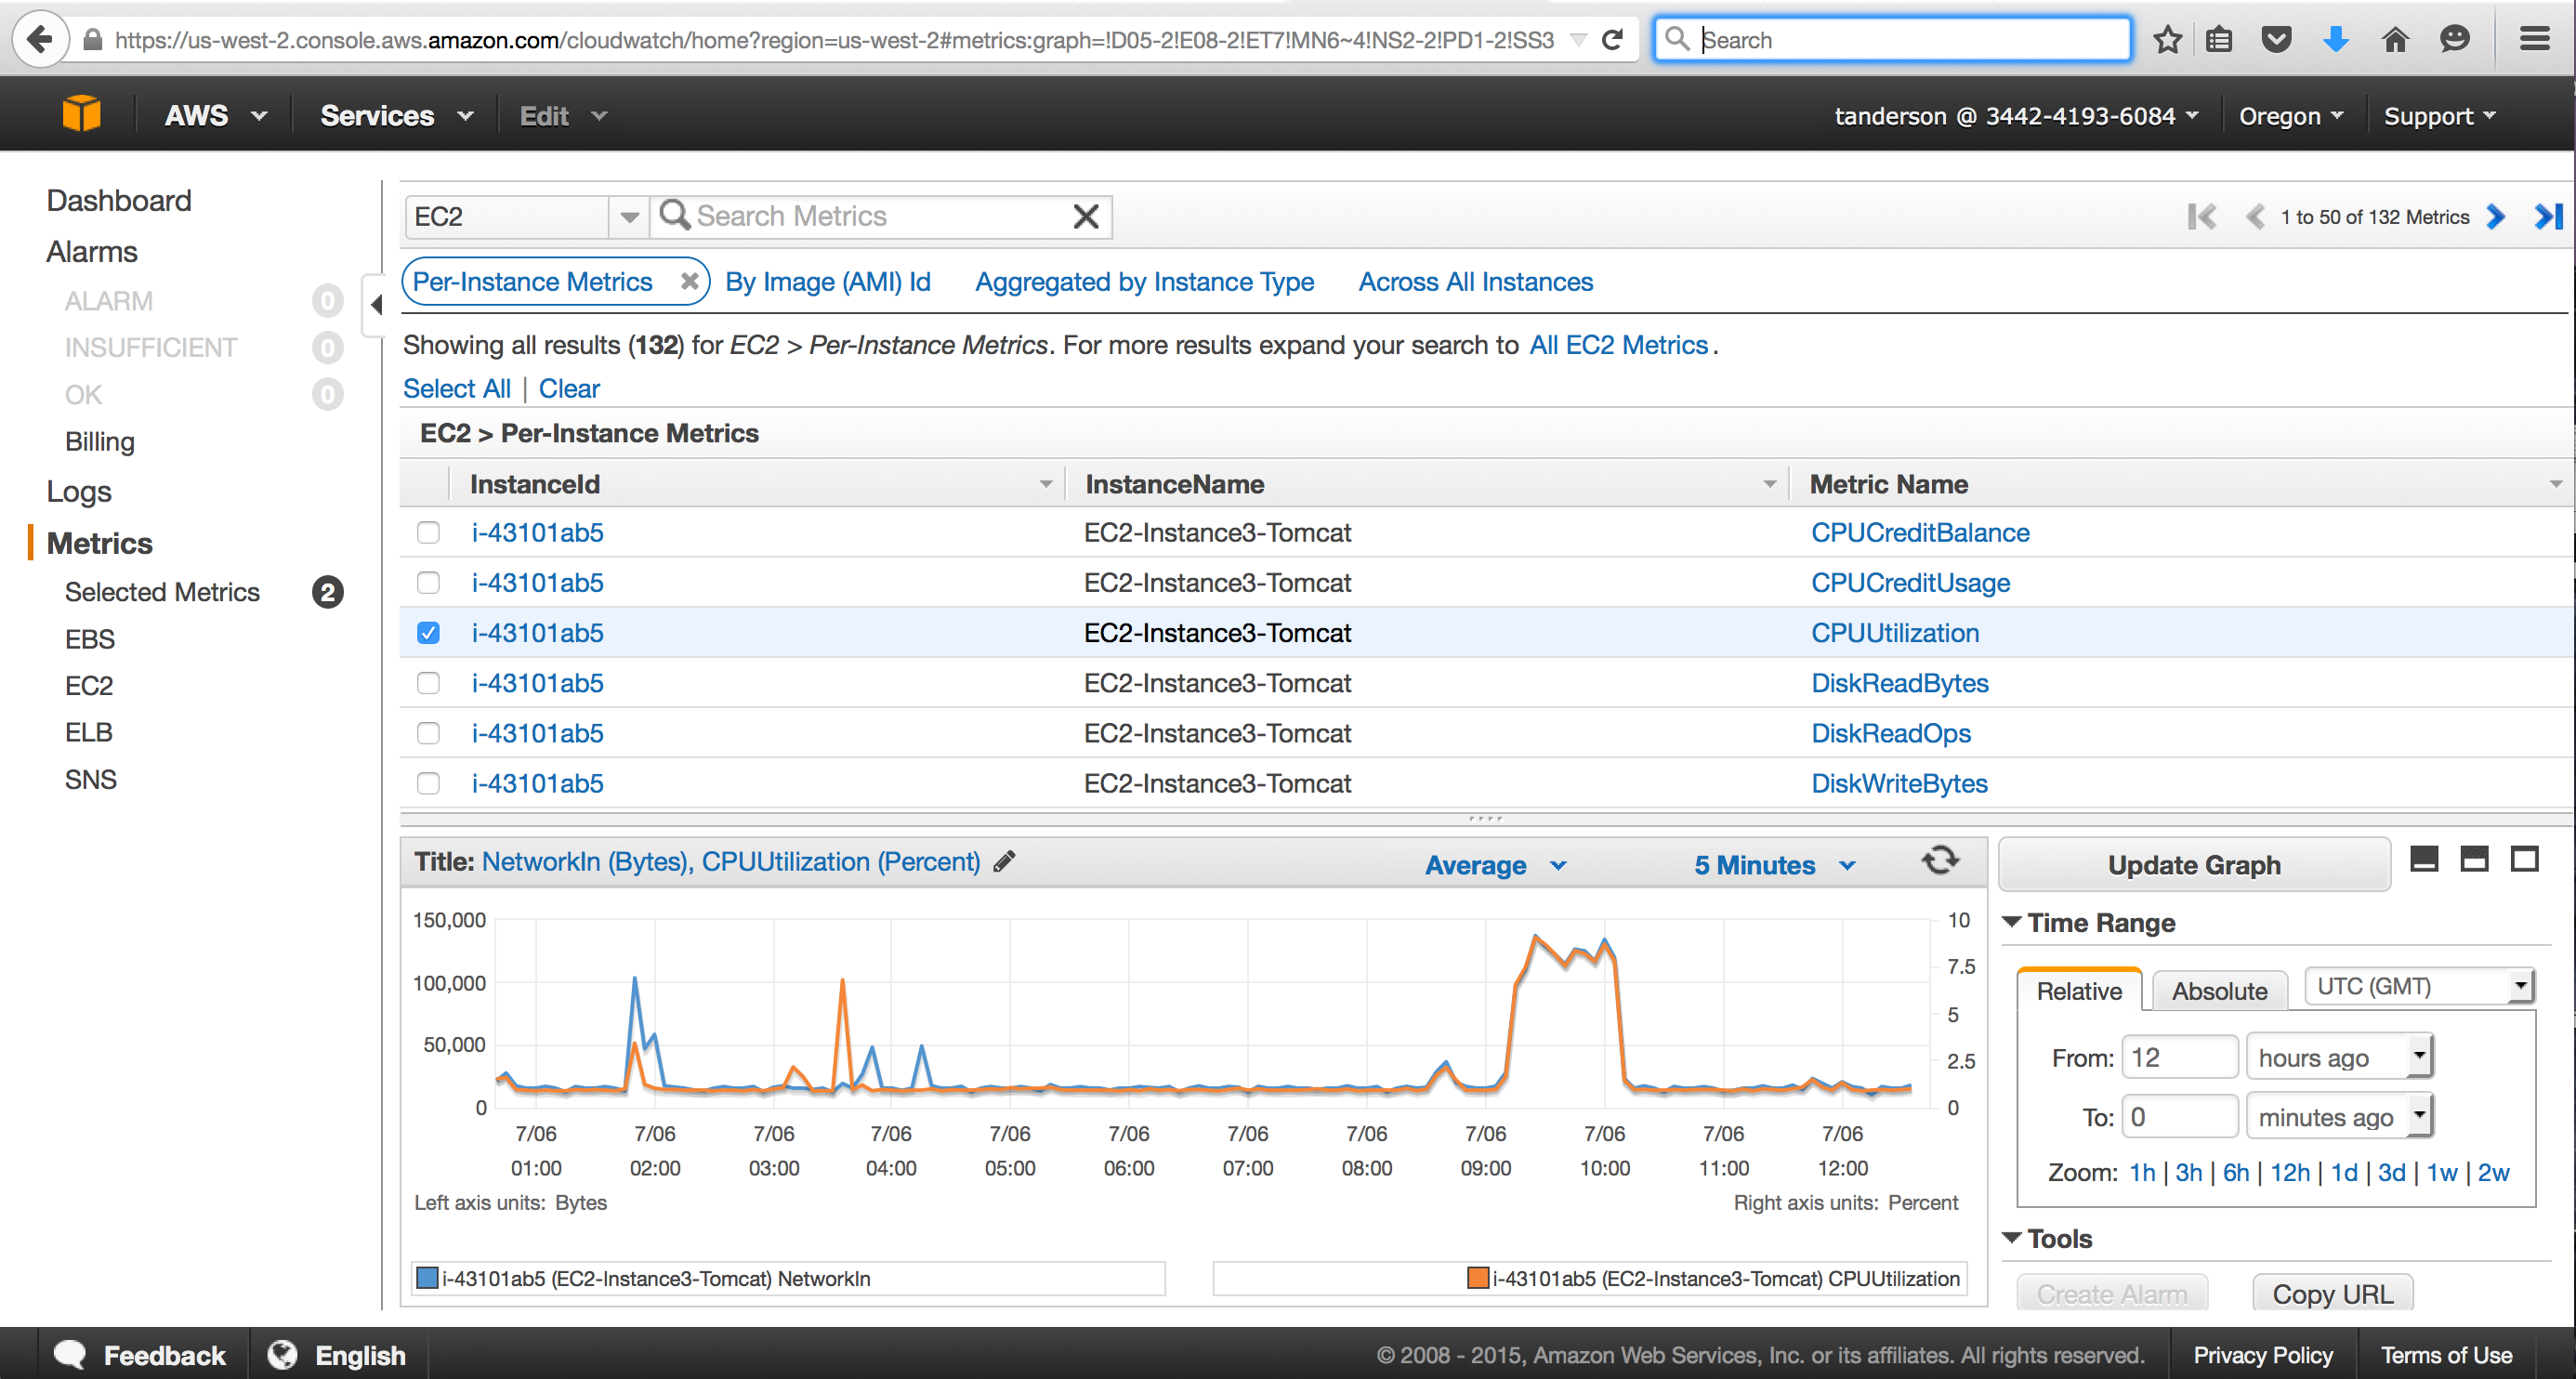 https://us-west-2.console.aws.amazon.com/cloudwatch/home?region=us-west-2#metrics:graph=!D05-2!E08-2!ET7!MN6~4!NS2-2!PD1-2!SS3
Search
AWS Services Edit tanderson @ 3442-4193-6084 Oregon Support
Dashboard
Alarms
ALARM 0
INSUFFICIENT 0
OK 0
Billing
Logs
Metrics
Selected Metrics 2
EBS
EC2
ELB
SNS
EC2 Search Metrics 1 to 50 of 132 Metrics
Per-Instance Metrics By Image (AMI) Id Aggregated by Instance Type Across All Instances
Showing all results (132) for EC2 > Per-Instance Metrics. For more results expand your search to All EC2 Metrics.
Select All | Clear
EC2 > Per-Instance Metrics
InstanceId InstanceName Metric Name
i-43101ab5 EC2-Instance3-Tomcat CPUCreditBalance
i-43101ab5 EC2-Instance3-Tomcat CPUCreditUsage
i-43101ab5 EC2-Instance3-Tomcat CPUUtilization
i-43101ab5 EC2-Instance3-Tomcat DiskReadBytes
i-43101ab5 EC2-Instance3-Tomcat DiskReadOps
i-43101ab5 EC2-Instance3-Tomcat DiskWriteBytes
Title: NetworkIn (Bytes), CPUUtilization (Percent) Average 5 Minutes
150,000 10
7.5
100,000
5
50,000
2.5
0 0
7/06 7/06 7/06 7/06 7/06 7/06 7/06 7/06 7/06 7/06 7/06 7/06
01:00 02:00 03:00 04:00 05:00 06:00 07:00 08:00 09:00 10:00 11:00 12:00
Left axis units: Bytes Right axis units: Percent
i-43101ab5 (EC2-Instance3-Tomcat) NetworkIn i-43101ab5 (EC2-Instance3-Tomcat) CPUUtilization
Update Graph
Time Range
Relative Absolute UTC (GMT)
From: 12 hours ago
To: 0 minutes ago
Zoom: 1h | 3h | 6h | 12h | 1d | 3d | 1w | 2w
Tools
Create Alarm Copy URL
Feedback English © 2008 - 2015, Amazon Web Services, Inc. or its affiliates. All rights reserved. Privacy Policy Terms of Use